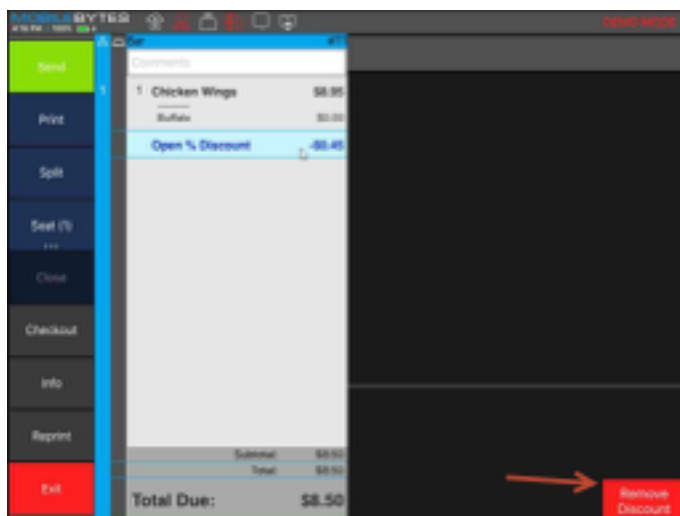 MOBILEBYTES
DEMO MODE
Bar
Comments
Send
1
1 Chicken Wings $8.95
Buffalo $0.00
Print
Open % Discount -$0.45
Split
Seat (1)
...
Close
Checkout
Info
Reprint
Subtotal $8.50
Total $8.50
Exit
Total Due: $8.50
Remove
Discount